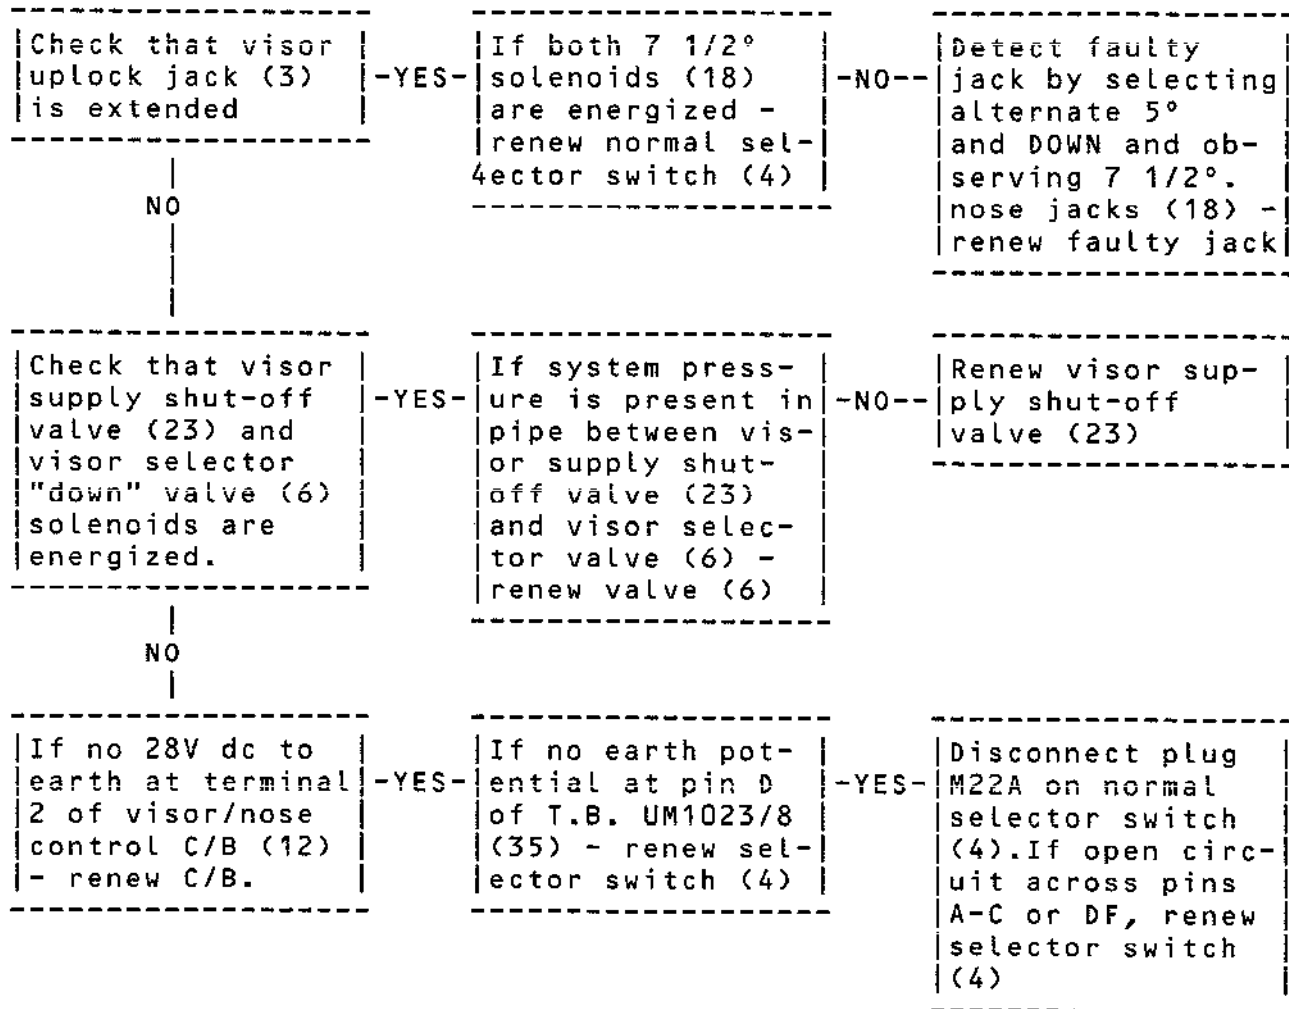 Check that visor
uplock jack (3)
is extended
-YES-
If both 7 1/2°
solenoids (18)
are energized -
renew normal sel-
4ector switch (4)
-NO--
Detect faulty
jack by selecting
alternate 5°
and DOWN and ob-
serving 7 1/2°.
nose jacks (18) -
renew faulty jack
NO
Check that visor
supply shut-off
valve (23) and
visor selector
"down" valve (6)
solenoids are
energized.
-YES-
If system press-
ure is present in
pipe between vis-
or supply shut-
off valve (23)
and visor selec-
tor valve (6) -
renew valve (6)
-NO--
Renew visor sup-
ply shut-off
valve (23)
NO
If no 28V dc to
earth at terminal
2 of visor/nose
control C/B (12)
- renew C/B.
-YES-
If no earth pot-
ential at pin D
of T.B. UM1023/8
(35) - renew sel-
ector switch (4)
-YES-
Disconnect plug
M22A on normal
selector switch
(4).If open circ-
uit across pins
A-C or DF, renew
selector switch
(4)